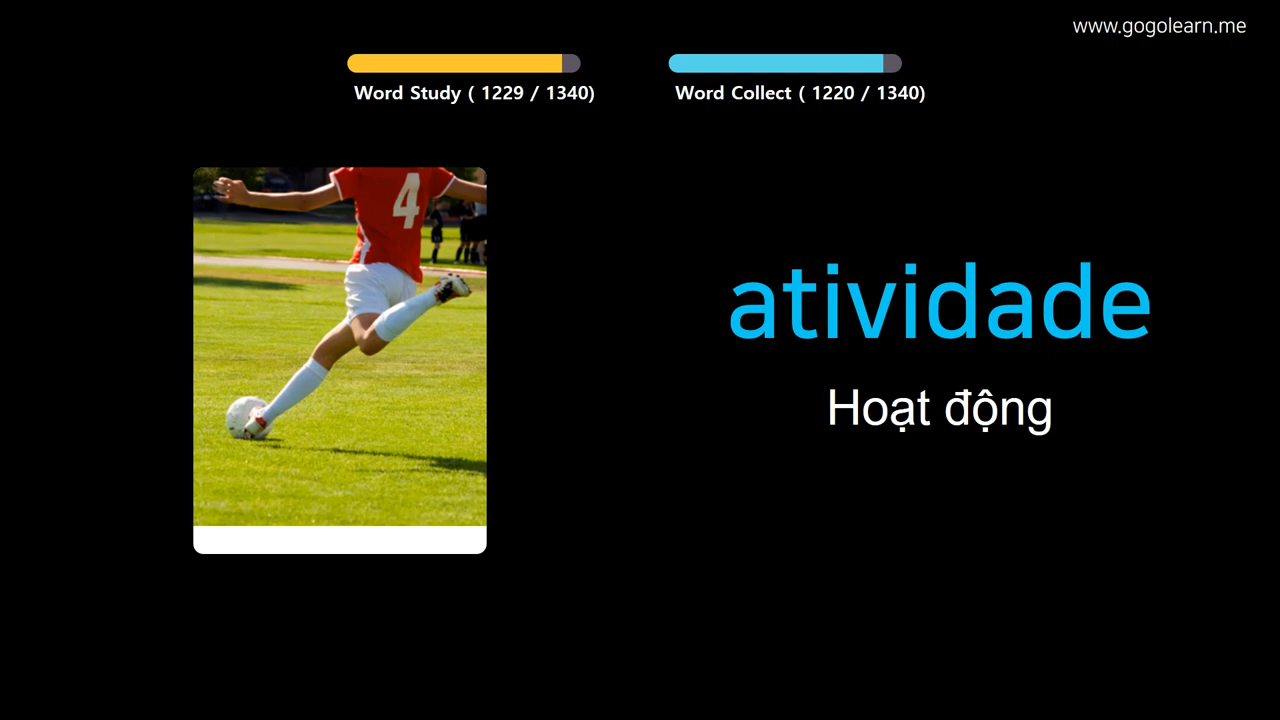 www.gogolearn.me
Word Study ( 1229 / 1340)
Word Collect ( 1220 / 1340)
4
atividade
Hoạt động